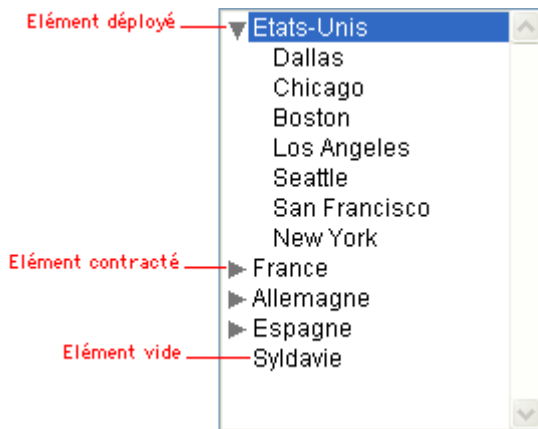 Elément déployé
Etats-Unis
Dallas
Chicago
Boston
Los Angeles
Seattle
San Francisco
New York
Elément contracté
France
Allemagne
Espagne
Elément vide
Syldavie